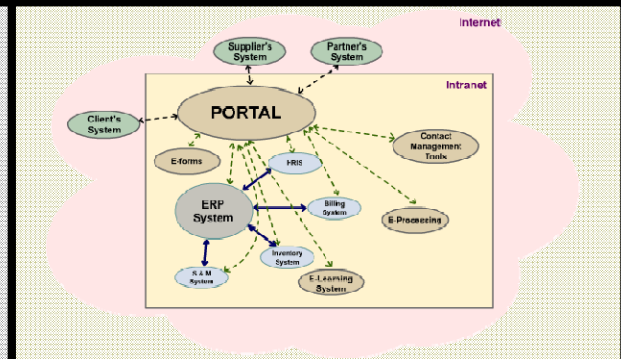 Internet
Supplier's
System
Partner's
System
Intranet
PORTAL
Client's
System
Contact
Management
Tools
E-forms
HRIS
ERP
System
Billing
System
E-Proceering
Inventory
System
S & M
System
E-Learning
System